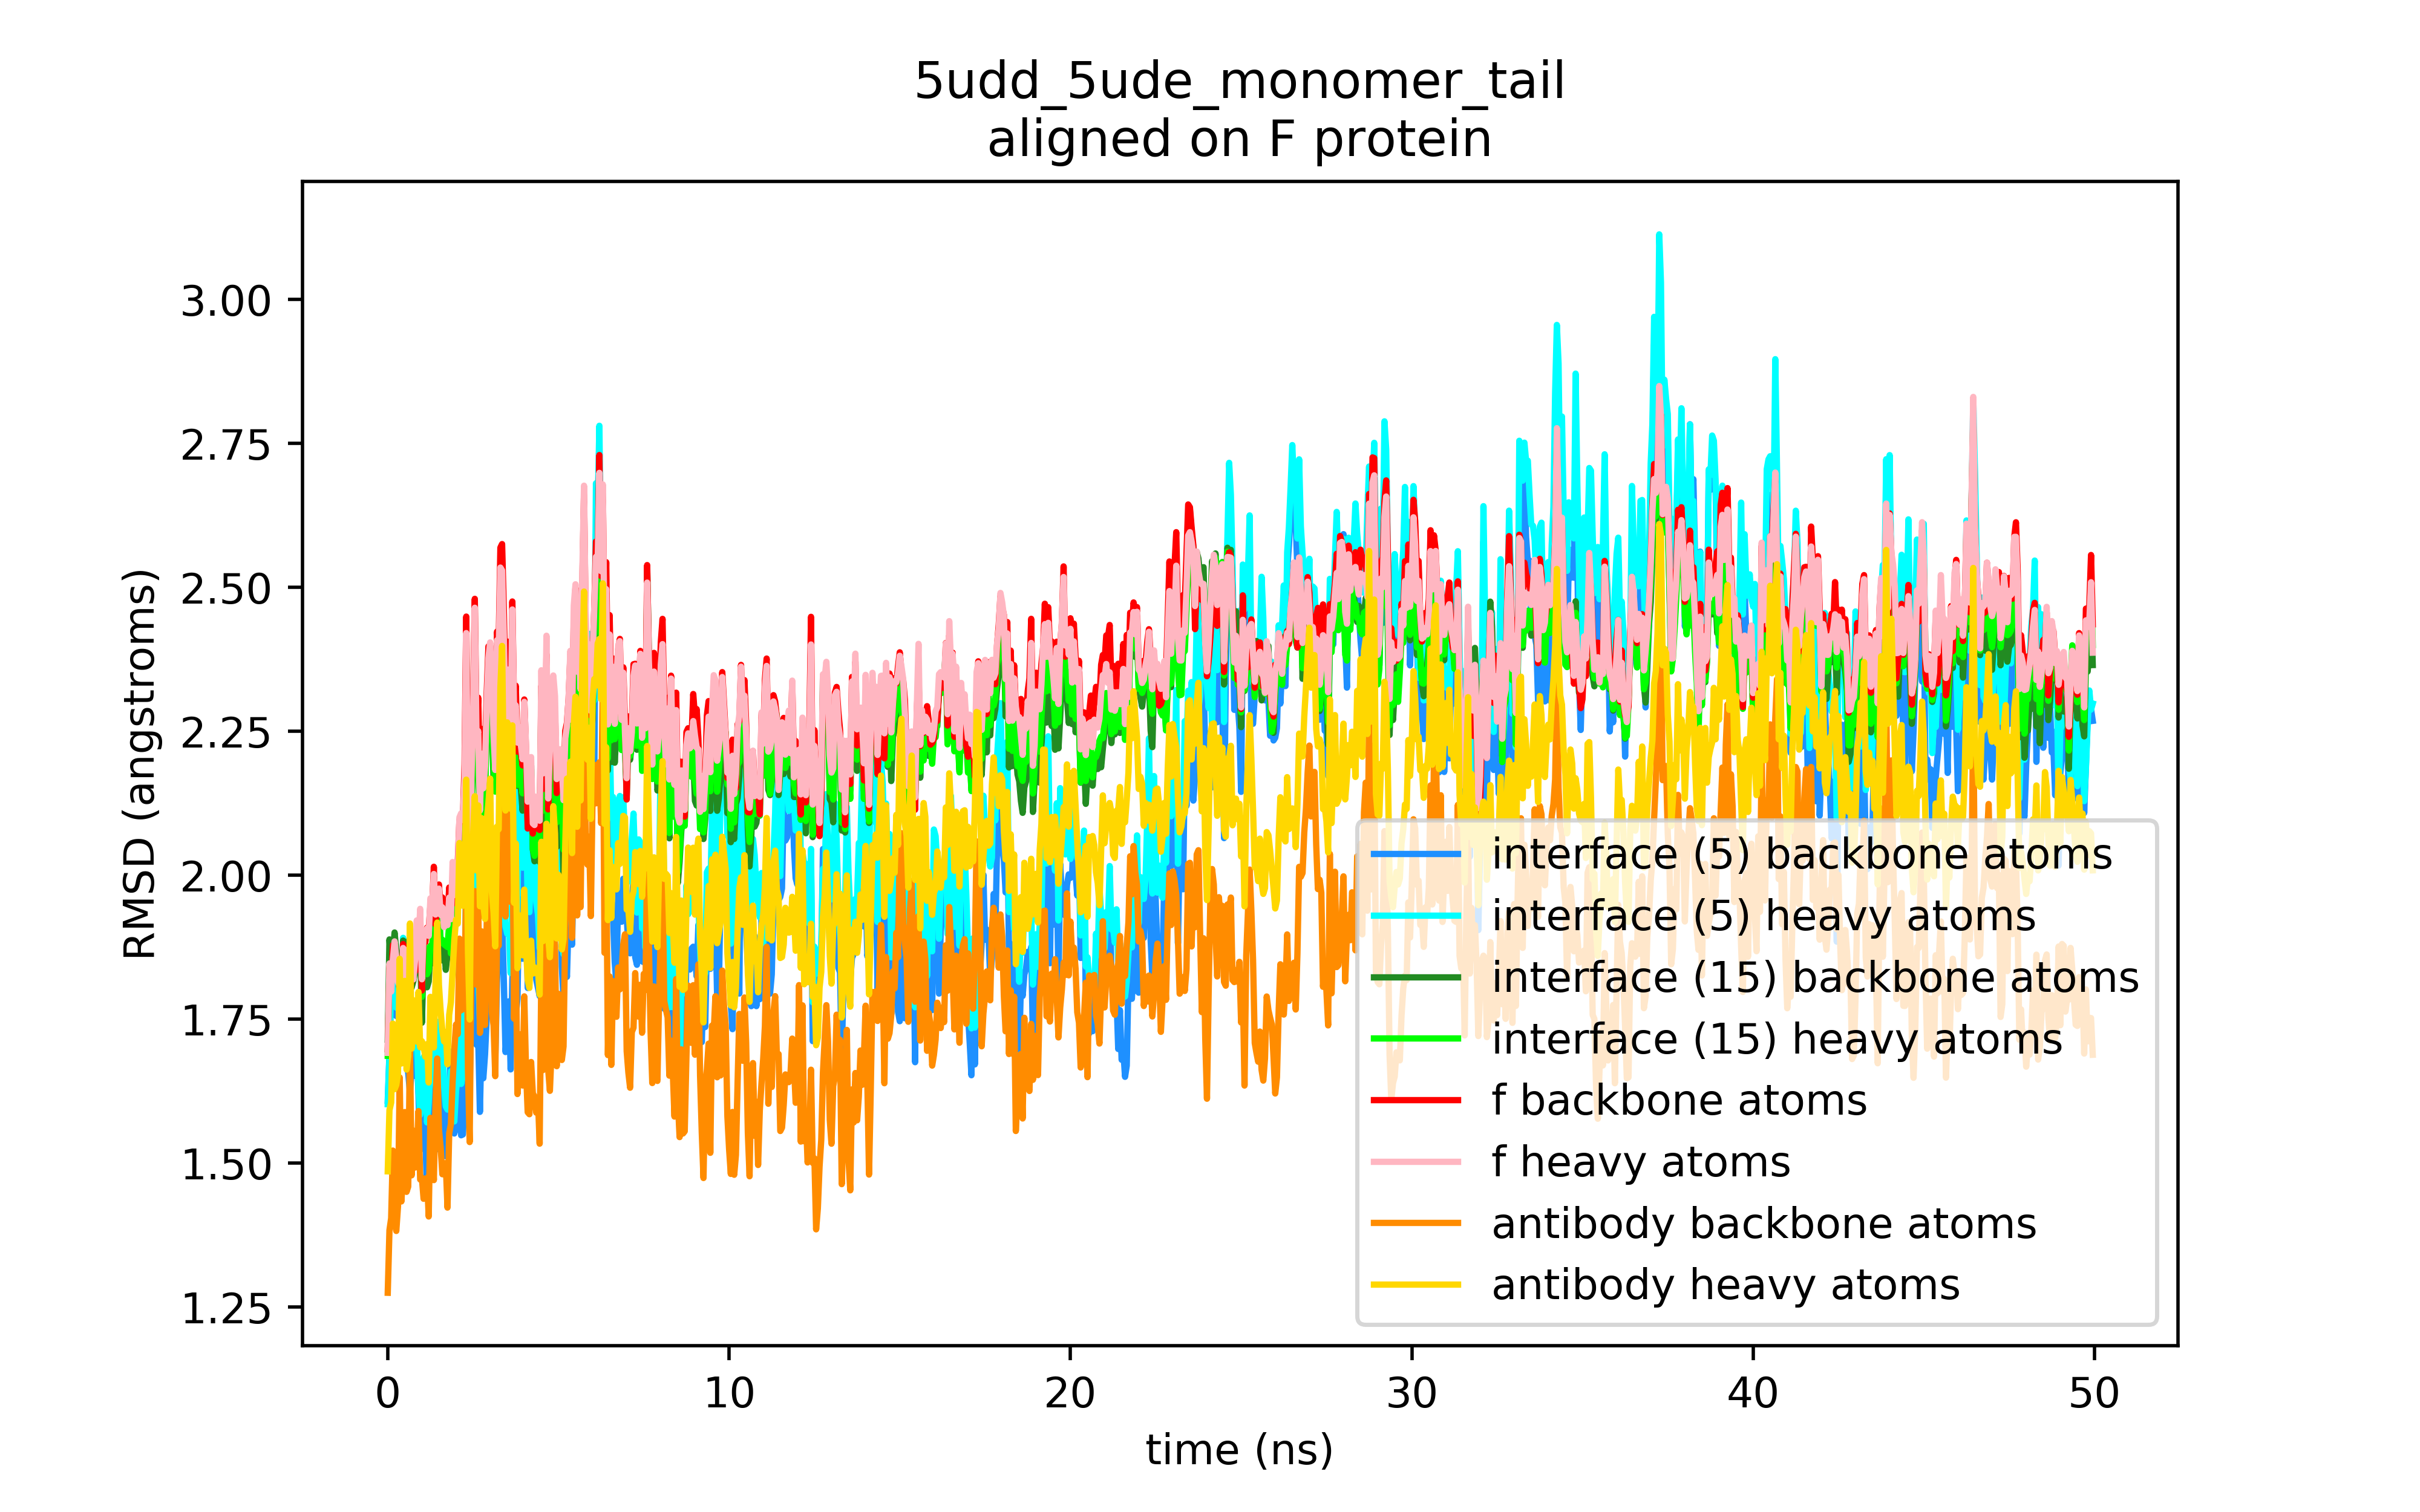 5udd_5ude_monomer_tail
aligned on F protein
RMSD (angstroms)
3.00
2.75
2.50
2.25
2.00
1.75
1.50
1.25
interface (5) backbone atoms
interface (5) heavy atoms
interface (15) backbone atoms
interface (15) heavy atoms
f backbone atoms
f heavy atoms
antibody backbone atoms
antibody heavy atoms
0 10 20 30 40 50
time (ns)